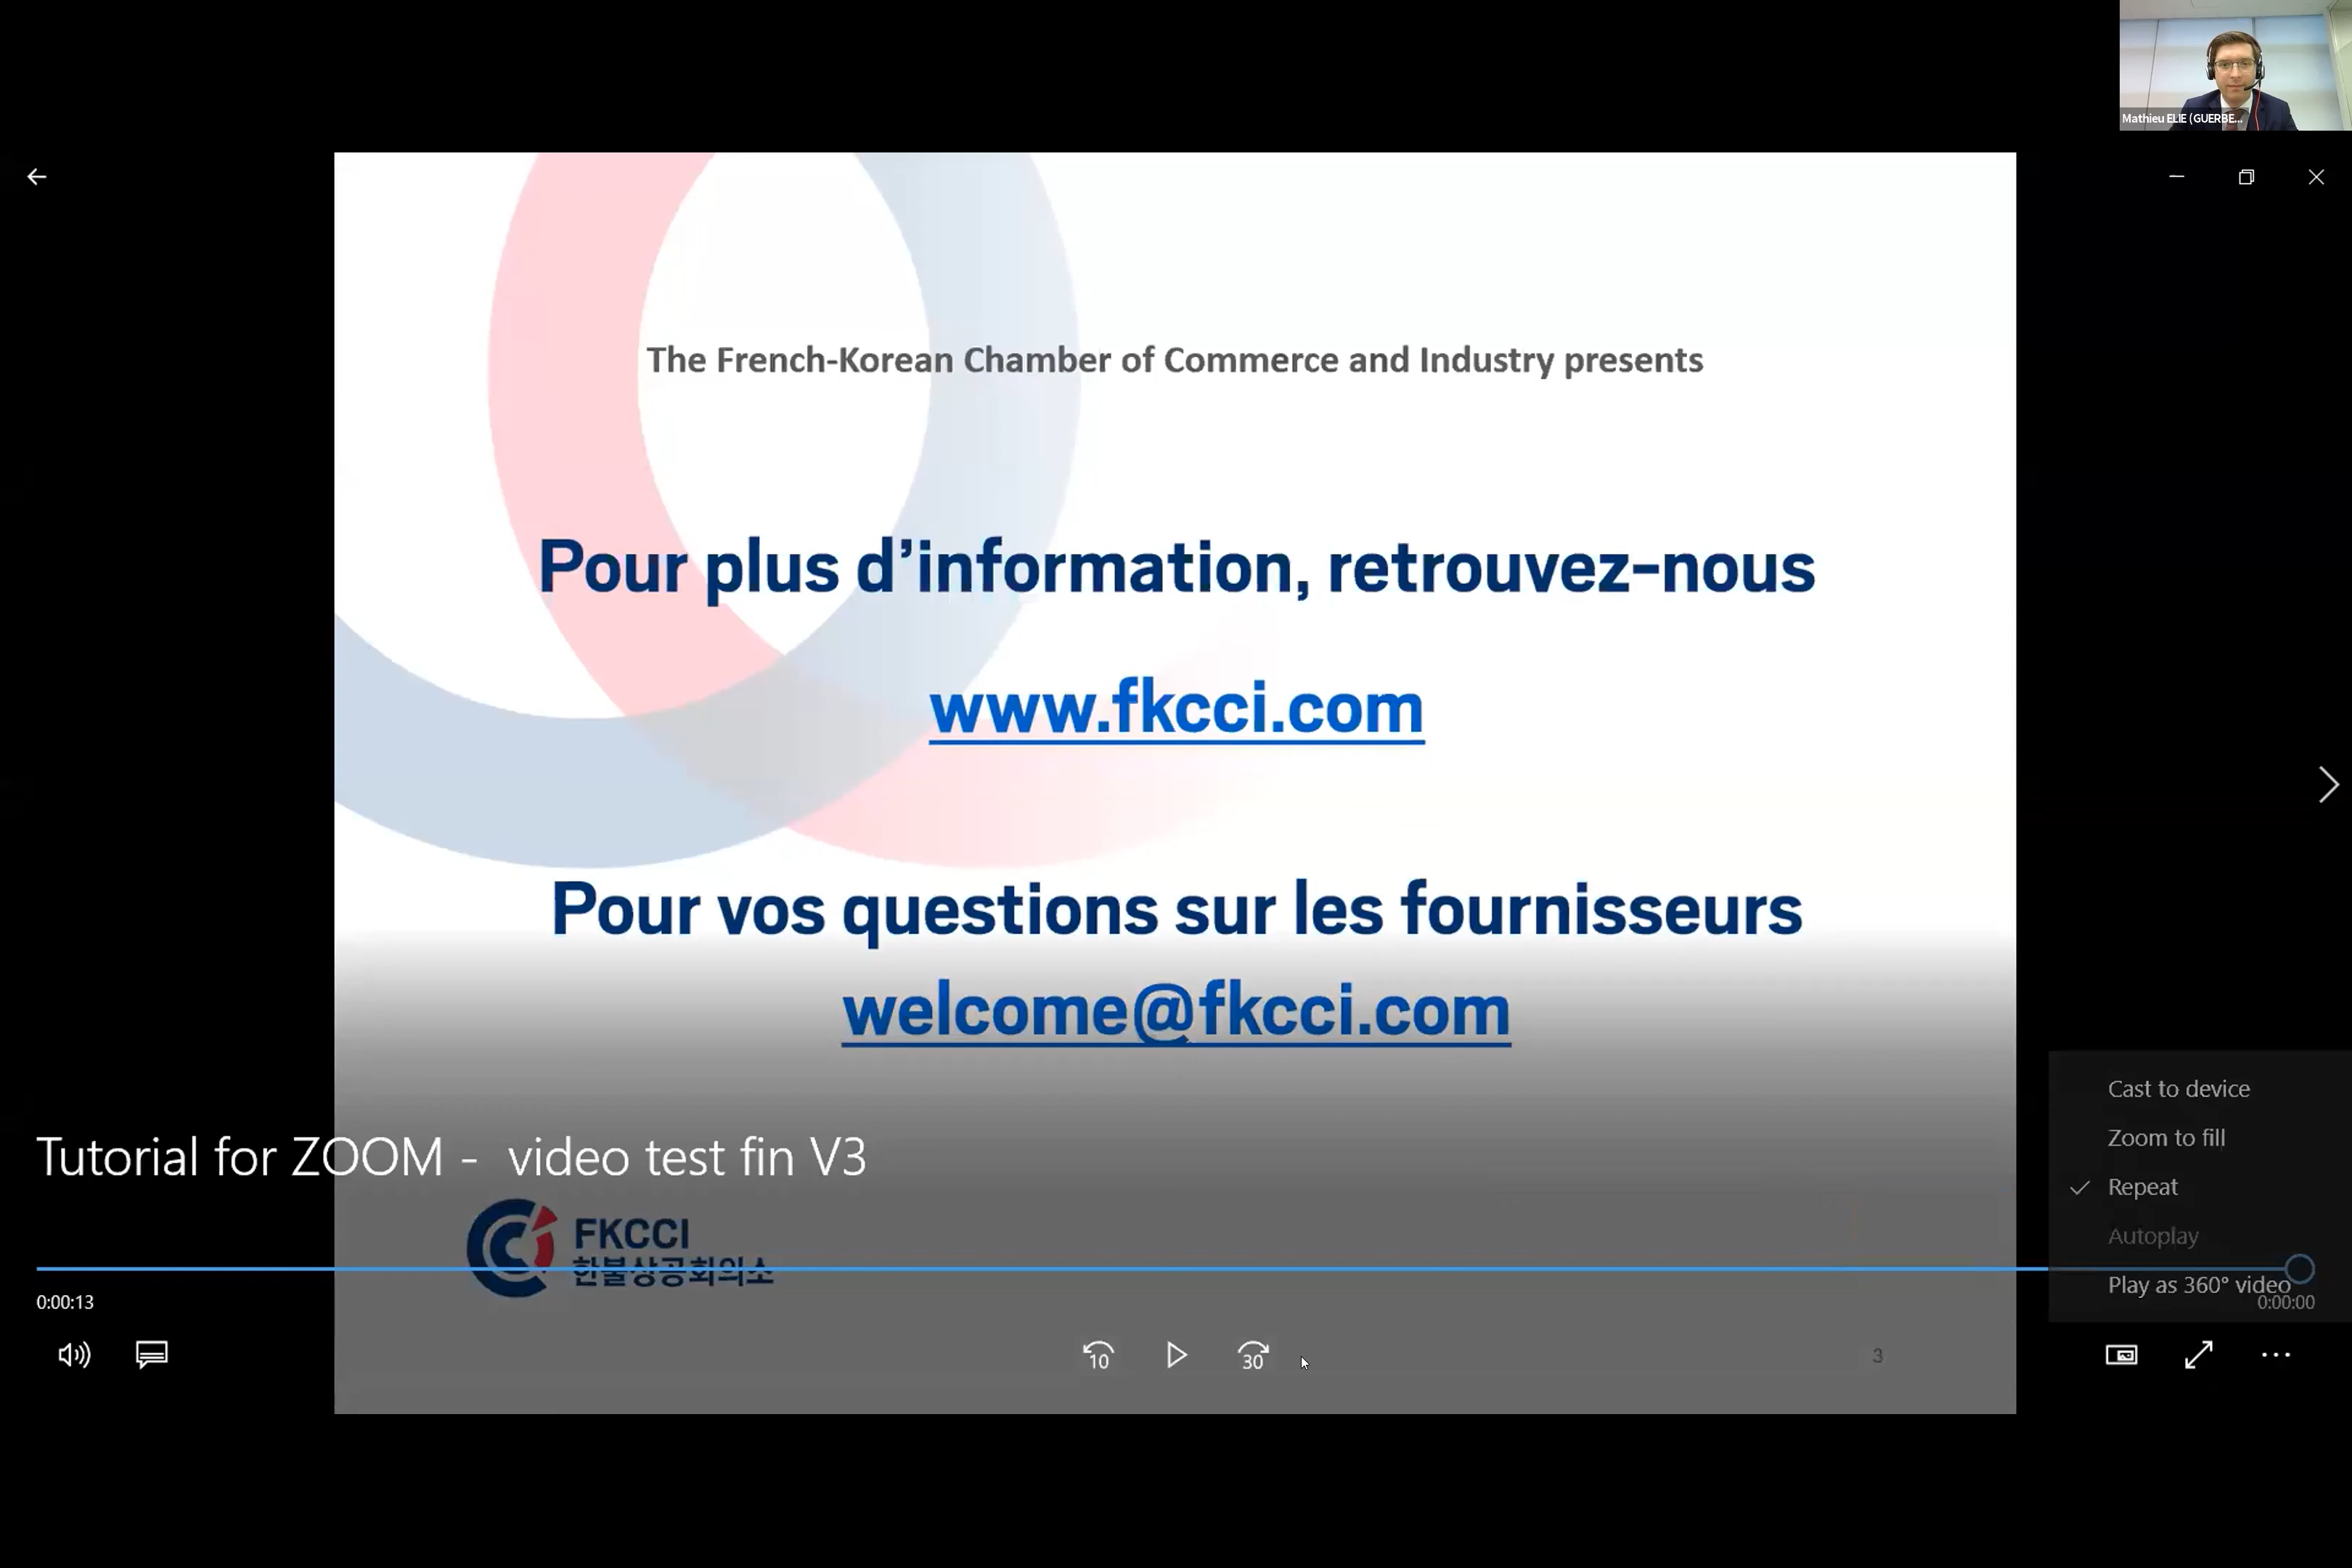 Mathieu ELIE (GUERBE...
The French-Korean Chamber of Commerce and Industry presents
Pour plus d’information, retrouvez-nous
www.fkcci.com
Pour vos questions sur les fournisseurs
welcome@fkcci.com
Cast to device
Zoom to fill
Repeat
Autoplay
Play as 360° video
Tutorial for ZOOM -  video test fin V3
FKCCI
한불상공회의소
0:00:13
0:00:00
10
30
3